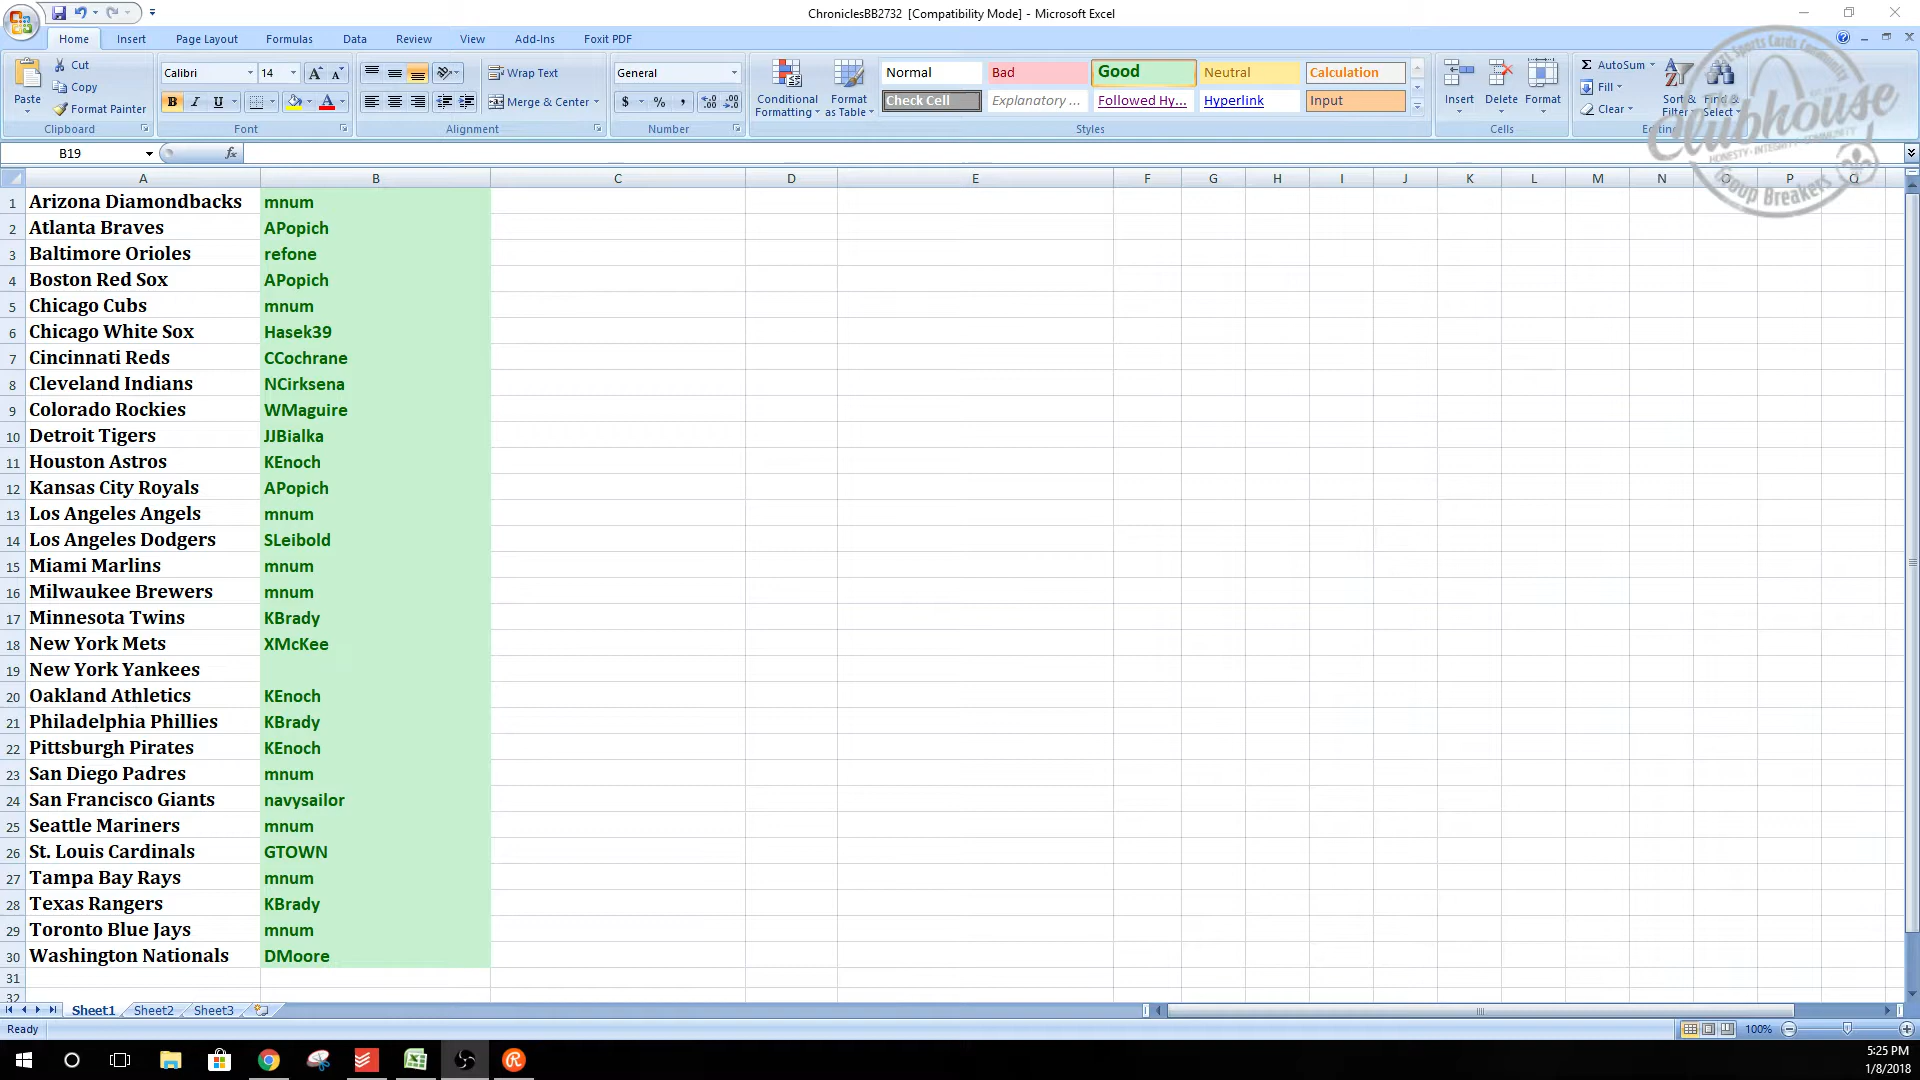 ChroniclesBB2732 [Compatibility Mode] - Microsoft Excel
Home Insert Page Layout Formulas Data Review View Add-Ins Foxit PDF
Paste Cut Copy Format Painter Clipboard
Calibri 14 A A B I U A Font
Wrap Text Merge & Center Alignment
General $ % , Number
Conditional Formatting Format as Table
Normal Bad Good Neutral Calculation
Check Cell Explanatory ... Followed Hy... Hyperlink Input
Styles
Insert Delete Format Cells
Σ AutoSum Fill Clear Sort & Filter Find & Select Editing
Clubhouse
HONESTY - INTEGRITY - COMMUNITY
Group Breakers
B19 fx
A B C D E F G H I J K L M N O P Q
1 Arizona Diamondbacks mnum
2 Atlanta Braves APopich
3 Baltimore Orioles refone
4 Boston Red Sox APopich
5 Chicago Cubs mnum
6 Chicago White Sox Hasek39
7 Cincinnati Reds CCochrane
8 Cleveland Indians NCirksena
9 Colorado Rockies WMaguire
10 Detroit Tigers JJBialka
11 Houston Astros KEnoch
12 Kansas City Royals APopich
13 Los Angeles Angels mnum
14 Los Angeles Dodgers SLeibold
15 Miami Marlins mnum
16 Milwaukee Brewers mnum
17 Minnesota Twins KBrady
18 New York Mets XMcKee
19 New York Yankees
20 Oakland Athletics KEnoch
21 Philadelphia Phillies KBrady
22 Pittsburgh Pirates KEnoch
23 San Diego Padres mnum
24 San Francisco Giants navysailor
25 Seattle Mariners mnum
26 St. Louis Cardinals GTOWN
27 Tampa Bay Rays mnum
28 Texas Rangers KBrady
29 Toronto Blue Jays mnum
30 Washington Nationals DMoore
31
32
Sheet1 Sheet2 Sheet3
Ready 100%
5:25 PM
1/8/2018